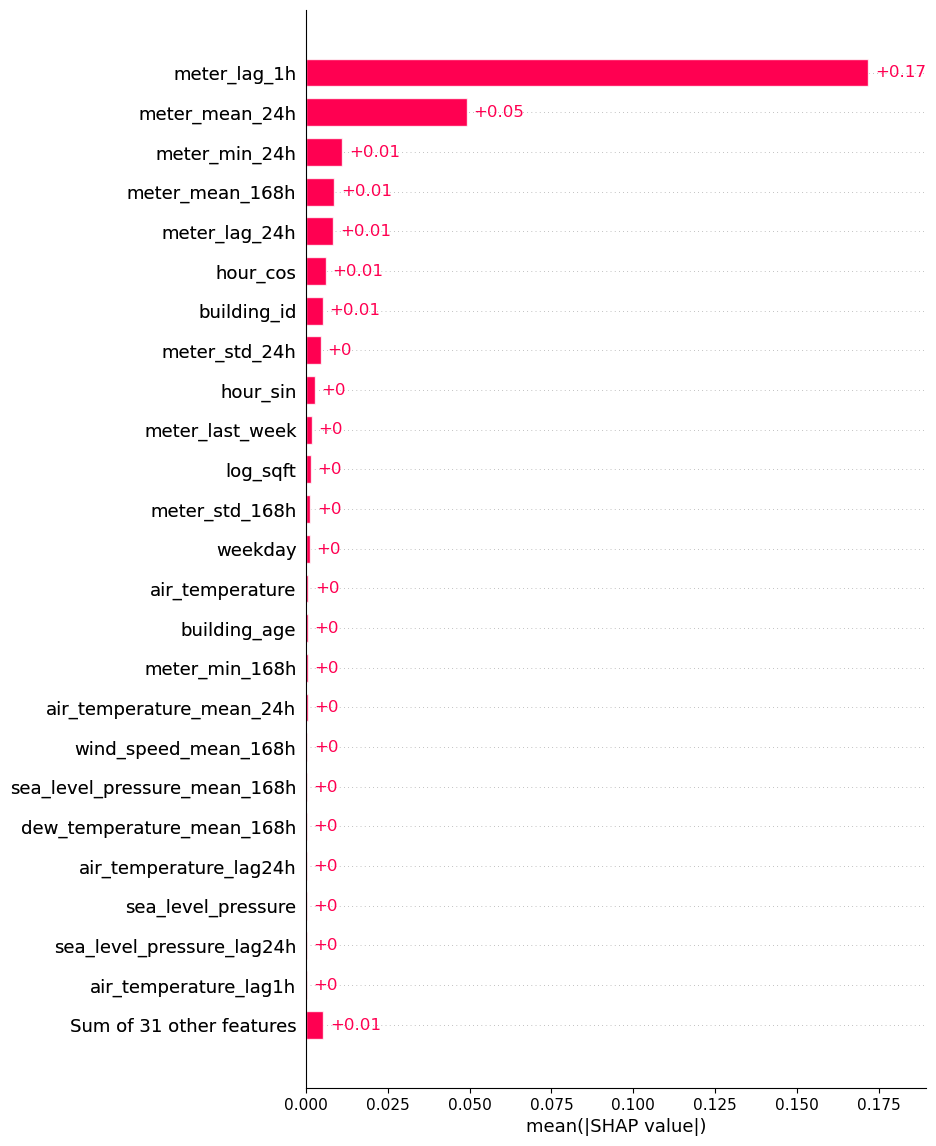 meter_lag_1h +0.17
meter_mean_24h +0.05
meter_min_24h +0.01
meter_mean_168h +0.01
meter_lag_24h +0.01
hour_cos +0.01
building_id +0.01
meter_std_24h +0
hour_sin +0
meter_last_week +0
log_sqft +0
meter_std_168h +0
weekday +0
air_temperature +0
building_age +0
meter_min_168h +0
air_temperature_mean_24h +0
wind_speed_mean_168h +0
sea_level_pressure_mean_168h +0
dew_temperature_mean_168h +0
air_temperature_lag24h +0
sea_level_pressure +0
sea_level_pressure_lag24h +0
air_temperature_lag1h +0
Sum of 31 other features +0.01
0.000 0.025 0.050 0.075 0.100 0.125 0.150 0.175
mean(|SHAP value|)